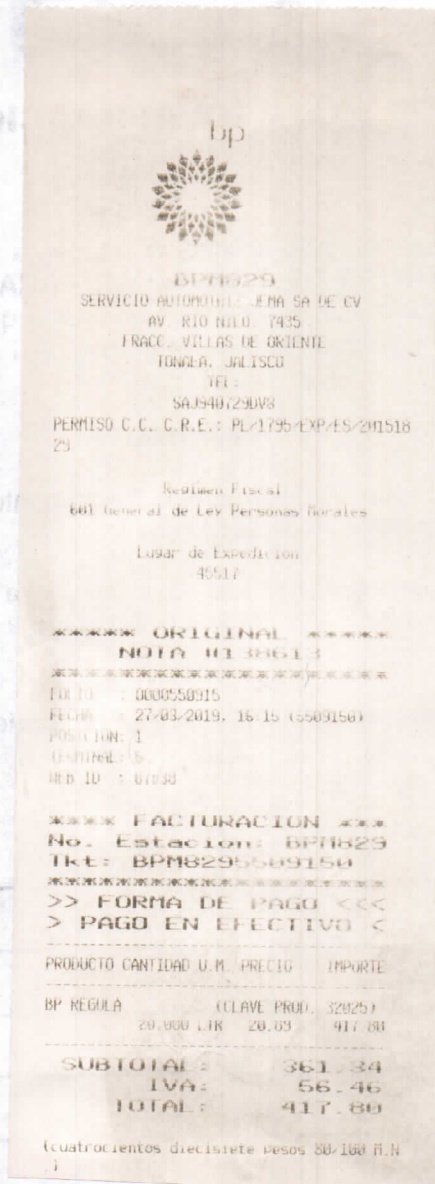 bp
BPM829
SERVICIO AUTOMOTRIZ JEMA SA DE CV
AV. RIO NILO. 7435
FRACC. VILLAS DE ORIENTE
TONALA, JALISCO
TEL:
SAJ940729DV8
PERMISO C.C. C.R.E.: PL/1795/EXP/ES/201518
29
Regimen Fiscal
601 General de Ley Personas Morales
Lugar de Expedicion
45517
***** ORIGINAL *****
NOTA #138613
**********************
FOLIO : 0000550915
FECHA : 27/03/2019, 16:15 (5509150)
POSICION: 1
TERMINAL: 5
WEB ID :
**** FACTURACION ***
No. Estacion: BPM829
Tkt: BPM8295509150
**********************
>> FORMA DE PAGO <<<
> PAGO EN EFECTIVO <
PRODUCTO CANTIDAD U.M. PRECIO IMPORTE
BP REGULA (CLAVE PROD. 32025)
20.000 LTR 20.89 417.80
SUBTOTAL: 361.34
IVA: 56.46
TOTAL: 417.80
(cuatrocientos diecisiete pesos 80/100 M.N
)